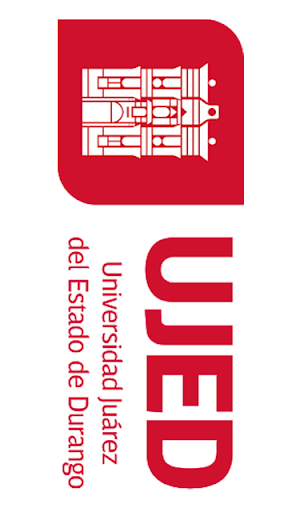 UJED
Universidad Juárez
del Estado de Durango